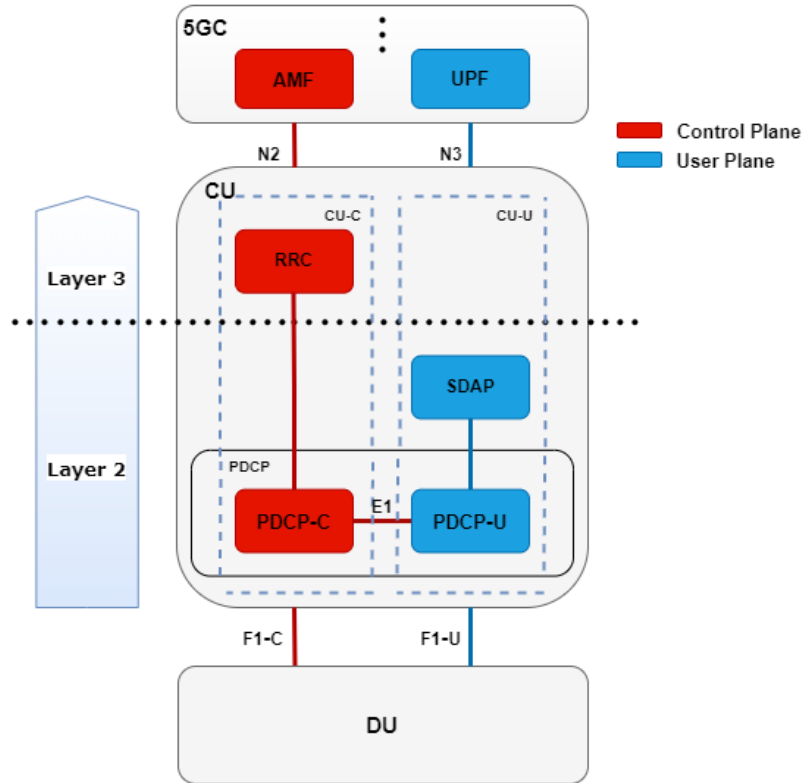 5GC
AMF
UPF
Control Plane
User Plane
N2
N3
CU
CU-C
CU-U
RRC
Layer 3
SDAP
Layer 2
PDCP
PDCP-C
E1
PDCP-U
F1-C
F1-U
DU